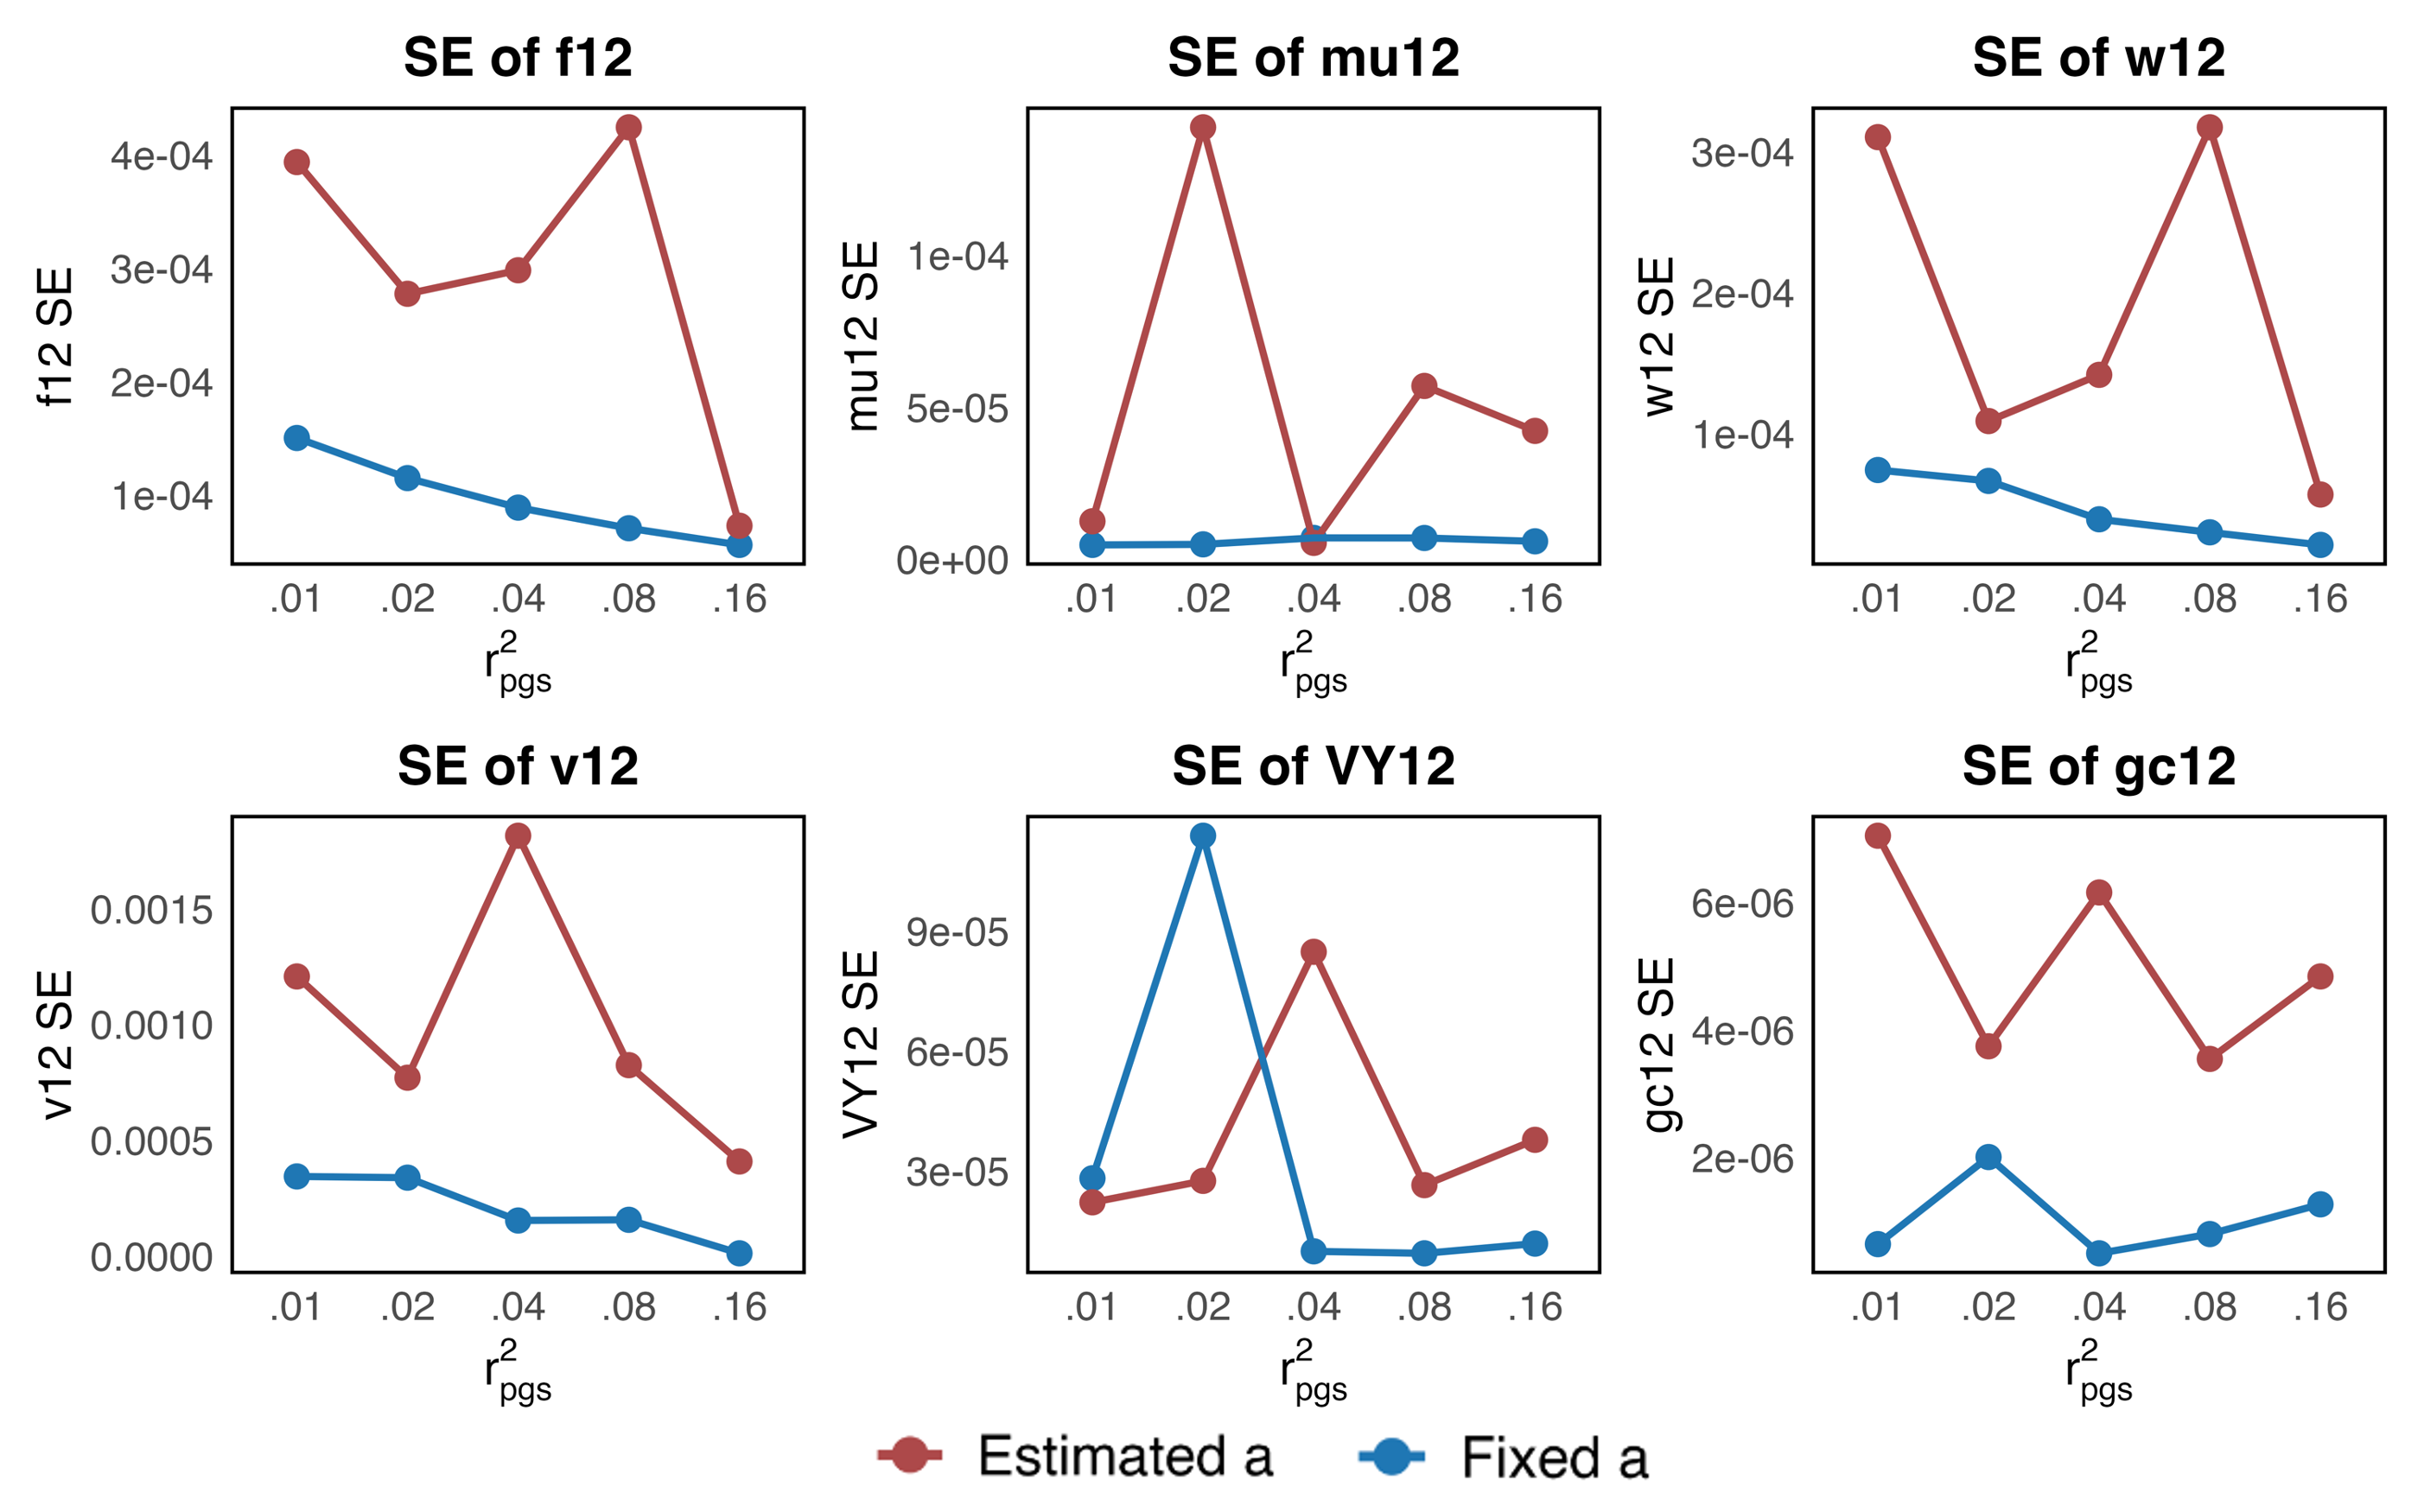 SE of f12
f12 SE
4e-04
3e-04
2e-04
1e-04
.01 .02 .04 .08 .16
r²pgs
SE of mu12
mu12 SE
1e-04
5e-05
0e+00
.01 .02 .04 .08 .16
r²pgs
SE of w12
w12 SE
3e-04
2e-04
1e-04
.01 .02 .04 .08 .16
r²pgs
SE of v12
v12 SE
0.0015
0.0010
0.0005
0.0000
.01 .02 .04 .08 .16
r²pgs
SE of VY12
VY12 SE
9e-05
6e-05
3e-05
.01 .02 .04 .08 .16
r²pgs
SE of gc12
gc12 SE
6e-06
4e-06
2e-06
.01 .02 .04 .08 .16
r²pgs
Estimated a Fixed a